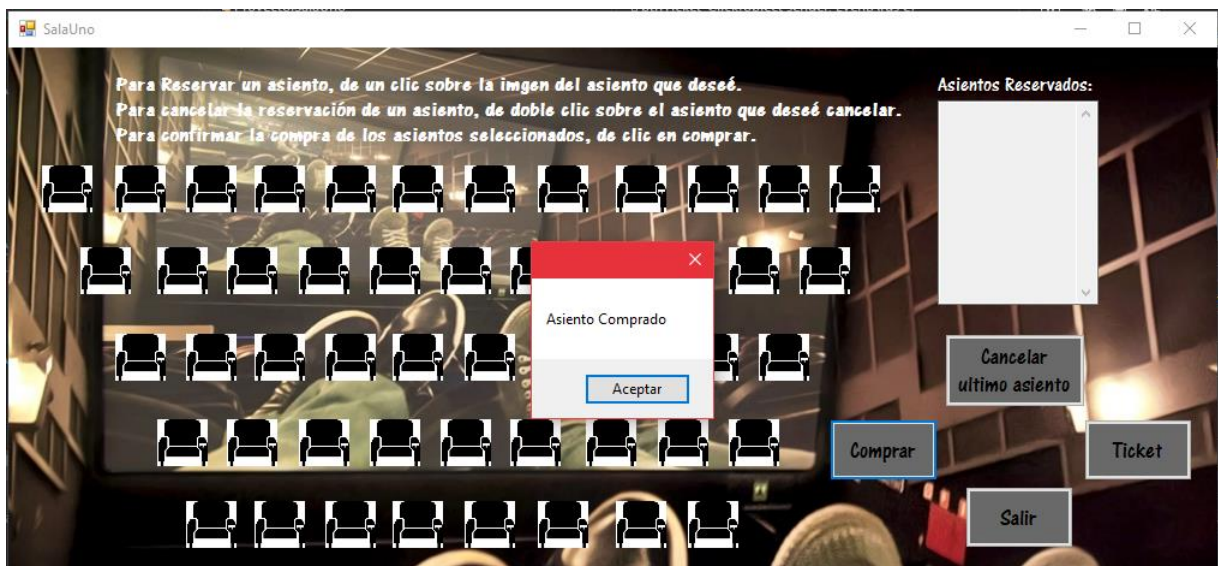 SalaUno
Para Reservar un asiento, de un clic sobre la imgen del asiento que deseé.
Para cancelar la reservación de un asiento, de doble clic sobre el asiento que deseé cancelar.
Para confirmar la compra de los asientos seleccionados, de clic en comprar.
Asientos Reservados:
Asiento Comprado
Aceptar
Cancelar
ultimo asiento
Comprar
Ticket
Salir